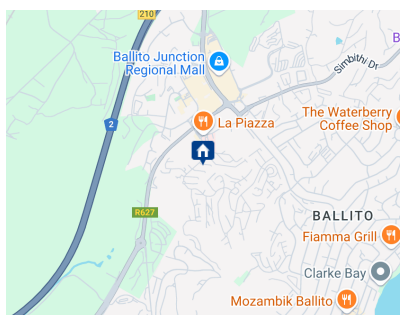 210
Ballito Junction
Regional Mall
B
Simbithi Dr
2
La Piazza
The Waterberry
Coffee Shop
R627
BALLITO
Fiamma Grill
Clarke Bay
Mozambik Ballito